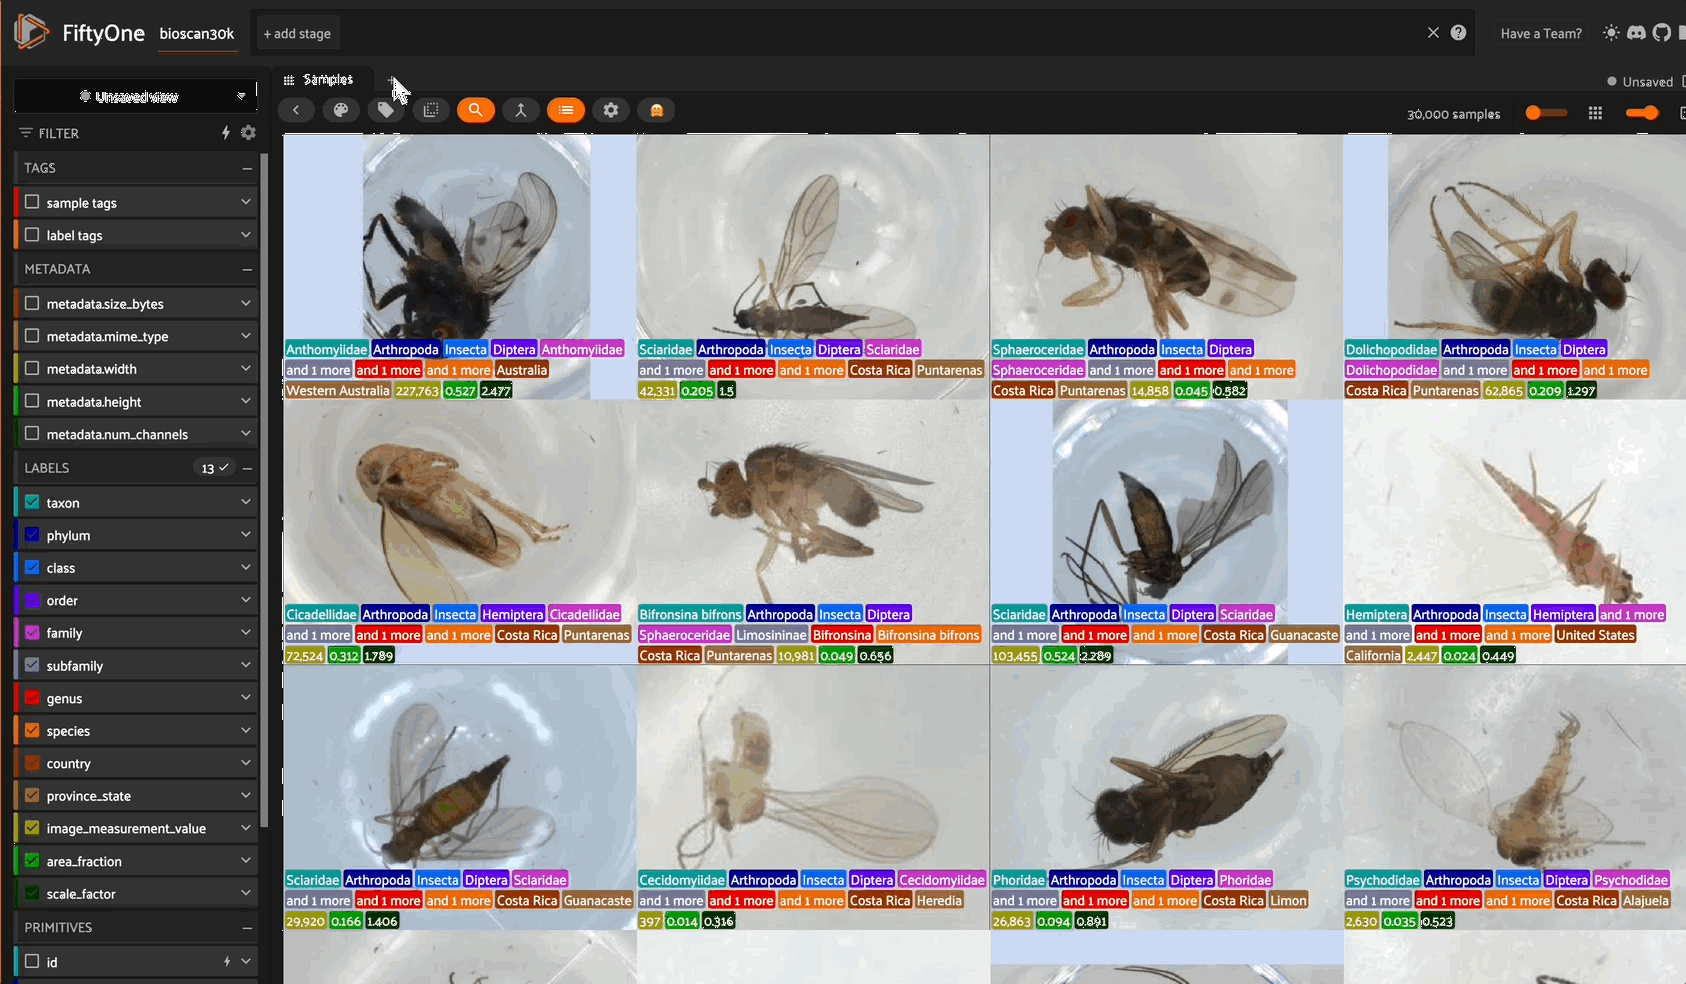 FiftyOne bioscan30k + add stage Have a Team?
Unsaved view Samples + Unsaved
FILTER 30,000 samples
TAGS
sample tags
label tags
METADATA
metadata.size_bytes
metadata.mime_type
metadata.width
metadata.height
metadata.num_channels
LABELS 13
taxon
phylum
class
order
family
subfamily
genus
species
country
province_state
image_measurement_value
area_fraction
scale_factor
PRIMITIVES
id
Anthomyiidae Arthropoda Insecta Diptera Anthomyiidae
and 1 more and 1 more and 1 more Australia
Western Australia 227,763 0.527 2.477
Sciaridae Arthropoda Insecta Diptera Sciaridae
and 1 more and 1 more and 1 more Costa Rica Puntarenas
42,331 0.205 1.5
Sphaeroceridae Arthropoda Insecta Diptera
Sphaeroceridae and 1 more and 1 more and 1 more
Costa Rica Puntarenas 14,858 0.045 0.582
Dolichopodidae Arthropoda Insecta Diptera
Dolichopodidae and 1 more and 1 more and 1 more
Costa Rica Puntarenas 62,865 0.209 1.297
Cicadellidae Arthropoda Insecta Hemiptera Cicadellidae
and 1 more and 1 more and 1 more Costa Rica Puntarenas
72,524 0.312 1.789
Bifronsina bifrons Arthropoda Insecta Diptera
Sphaeroceridae Limosininae Bifronsina Bifronsina bifrons
Costa Rica Puntarenas 10,981 0.049 0.656
Sciaridae Arthropoda Insecta Diptera Sciaridae
and 1 more and 1 more and 1 more Costa Rica Guanacaste
103,455 0.524 2.289
Hemiptera Arthropoda Insecta Hemiptera and 1 more
and 1 more and 1 more and 1 more United States
California 2,447 0.024 0.449
Sciaridae Arthropoda Insecta Diptera Sciaridae
and 1 more and 1 more and 1 more Costa Rica Guanacaste
29,920 0.166 1.406
Cecidomyiidae Arthropoda Insecta Diptera Cecidomyiidae
and 1 more and 1 more and 1 more Costa Rica Heredia
397 0.014 0.316
Phoridae Arthropoda Insecta Diptera Phoridae
and 1 more and 1 more and 1 more Costa Rica Limon
26,863 0.094 0.891
Psychodidae Arthropoda Insecta Diptera Psychodidae
and 1 more and 1 more and 1 more Costa Rica Alajuela
2,630 0.035 0.523